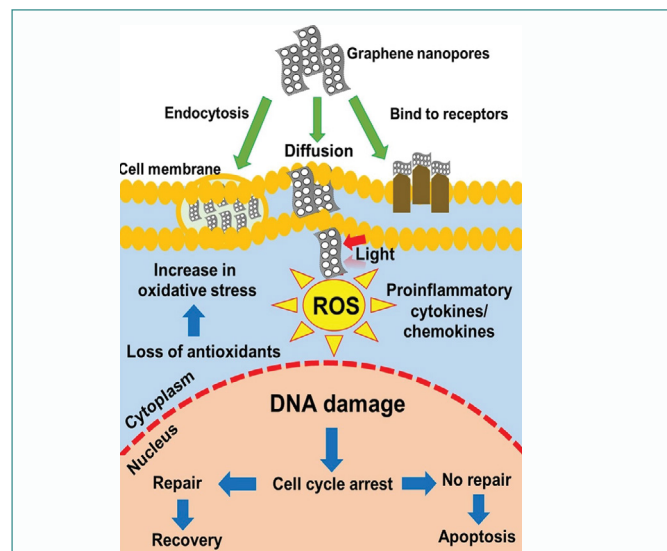 Graphene nanopores
Endocytosis
Bind to receptors
Diffusion
Cell membrane
Light
Increase in
oxidative stress
ROS
Proinflammatory
cytokines/
chemokines
Loss of antioxidants
Cytoplasm
Nucleus
DNA damage
Repair
Cell cycle arrest
No repair
Recovery
Apoptosis